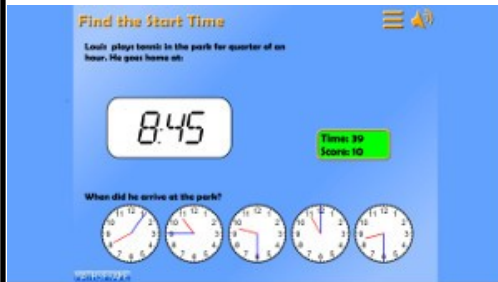 Find the Start Time
Louis plays tennis in the park for quarter of an
hour. He goes home at:
8:45
Time: 39
Score: 10
When did he arrive at the park?